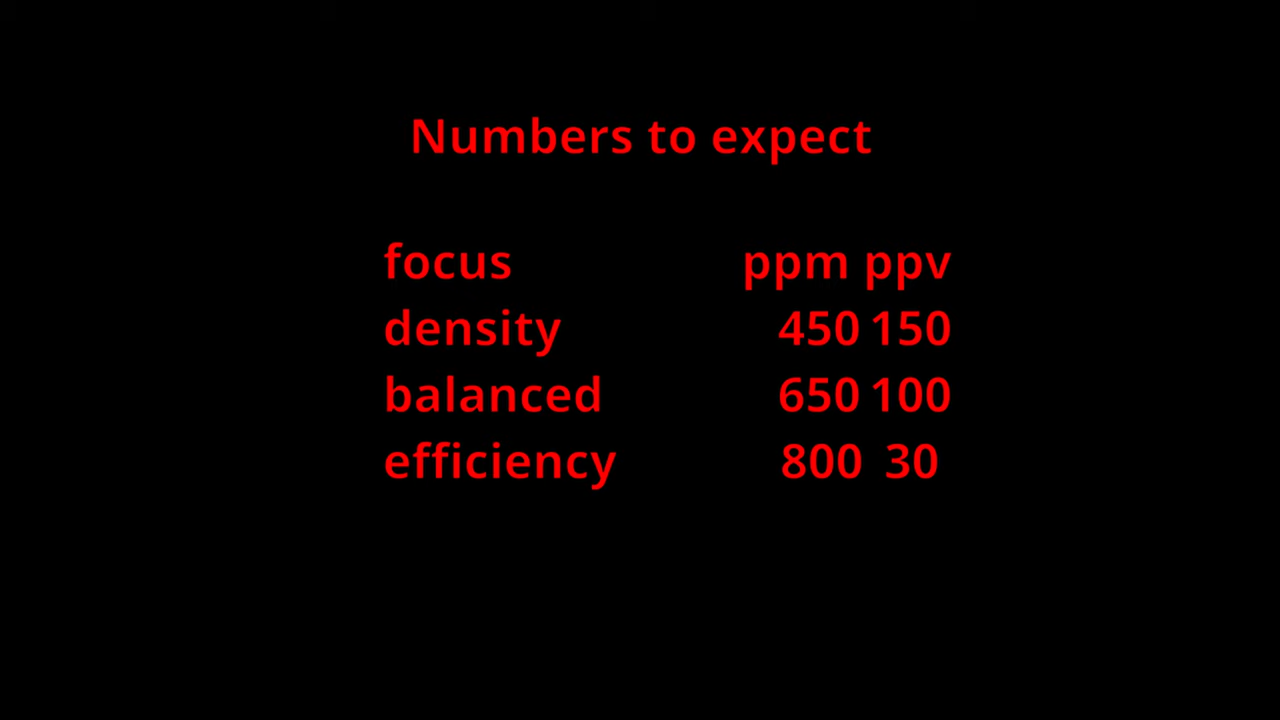 Numbers to expect
focus ppm ppv
density 450 150
balanced 650 100
efficiency 800 30